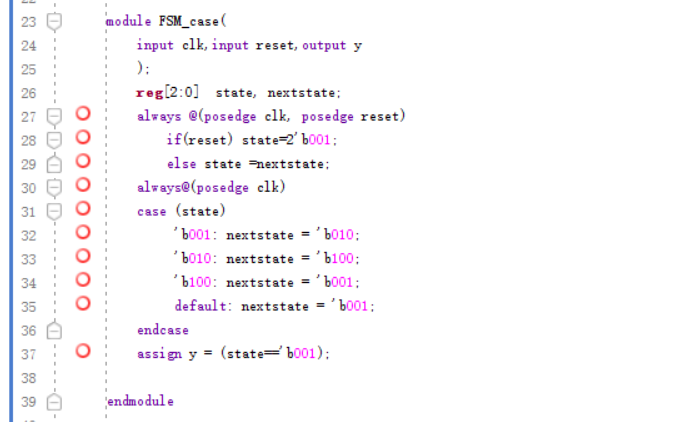 23 module FSM_case(
24 input clk,input reset,output y
25 );
26 reg[2:0] state, nextstate;
27 always @(posedge clk, posedge reset)
28 if(reset) state=2'b001;
29 else state =nextstate;
30 always@(posedge clk)
31 case (state)
32 'b001: nextstate = 'b010;
33 'b010: nextstate = 'b100;
34 'b100: nextstate = 'b001;
35 default: nextstate = 'b001;
36 endcase
37 assign y = (state=='b001);
38
39 endmodule